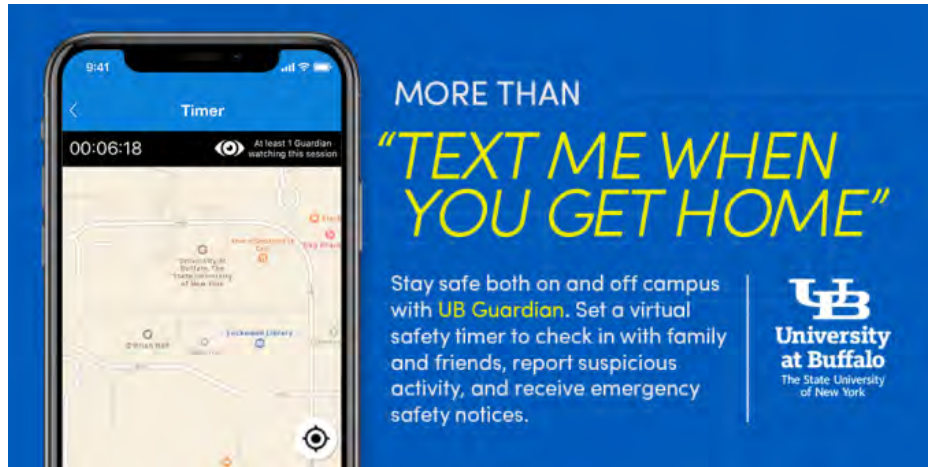 9:41
Timer
00:06:18
At least 1 Guardian
watching this session
University At
Buffalo, The
State University
of New York
O'Brian Hall
Lockwood Library
MORE THAN
“TEXT ME WHEN
YOU GET HOME”
Stay safe both on and off campus
with UB Guardian. Set a virtual
safety timer to check in with family
and friends, report suspicious
activity, and receive emergency
safety notices.
UB
University
at Buffalo
The State University
of New York